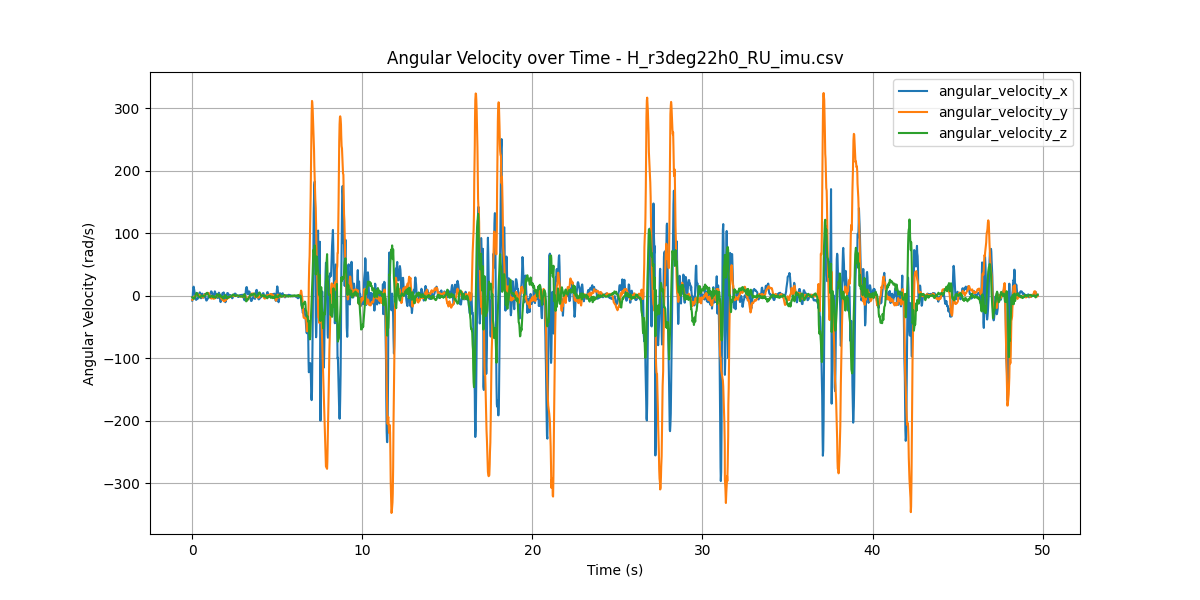 Angular Velocity over Time - H_r3deg22h0_RU_imu.csv
angular_velocity_x
angular_velocity_y
angular_velocity_z
Angular Velocity (rad/s)
300
200
100
0
−100
−200
−300
0
10
20
30
40
50
Time (s)